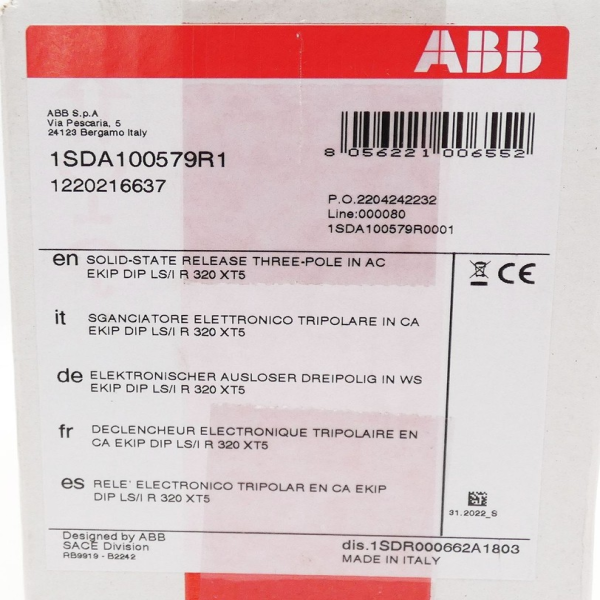 ABB
ABB S.p.A
Via Pescaria, 5
24123 Bergamo Italy
1SDA100579R1
1220216637
8 056221 006552
P.O.2204242232
Line:000080
1SDA100579R0001
en SOLID-STATE RELEASE THREE-POLE IN AC
EKIP DIP LS/I R 320 XT5
CE
it SGANCIATORE ELETTRONICO TRIPOLARE IN CA
EKIP DIP LS/I R 320 XT5
de ELEKTRONISCHER AUSLOSER DREIPOLIG IN WS
EKIP DIP LS/I R 320 XT5
fr DECLENCHEUR ELECTRONIQUE TRIPOLAIRE EN
CA EKIP DIP LS/I R 320 XT5
es RELE' ELECTRONICO TRIPOLAR EN CA EKIP
DIP LS/I R 320 XT5
31.2022_S
Designed by ABB
SACE Division
RB9919 - B2242
dis.1SDR000662A1803
MADE IN ITALY